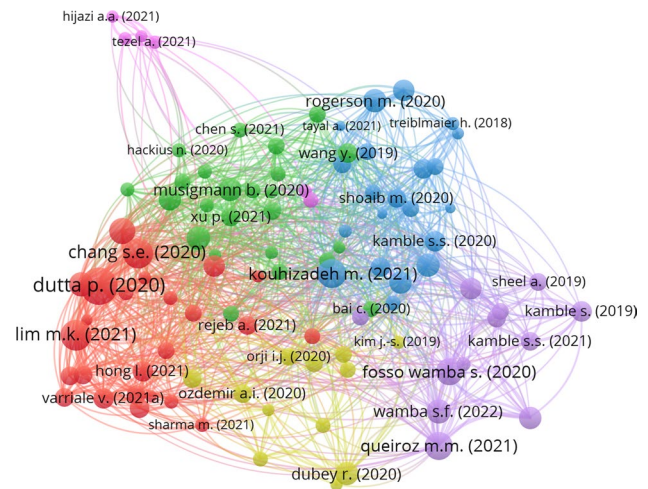 hijazi a.a. (2021)
tezel a. (2021)
rogerson m. (2020)
chen s. (2021)
tayal a. (2021)
treiblmaier h. (2018)
hackius n. (2020)
wang y. (2019)
musigmann b. (2020)
shoaib m. (2020)
xu p. (2021)
chang s.e. (2020)
kamble s.s. (2020)
kouhizadeh m. (2021)
dutta p. (2020)
sheel a. (2019)
bai c. (2020)
kamble s. (2019)
lim m.k. (2021)
rejeb a. (2021)
kim j.-s. (2019)
kamble s.s. (2021)
orji i.j. (2020)
hong l. (2021)
fosso wamba s. (2020)
varriale v. (2021a)
ozdemir a.i. (2020)
wamba s.f. (2022)
sharma m. (2021)
queiroz m.m. (2021)
dubey r. (2020)